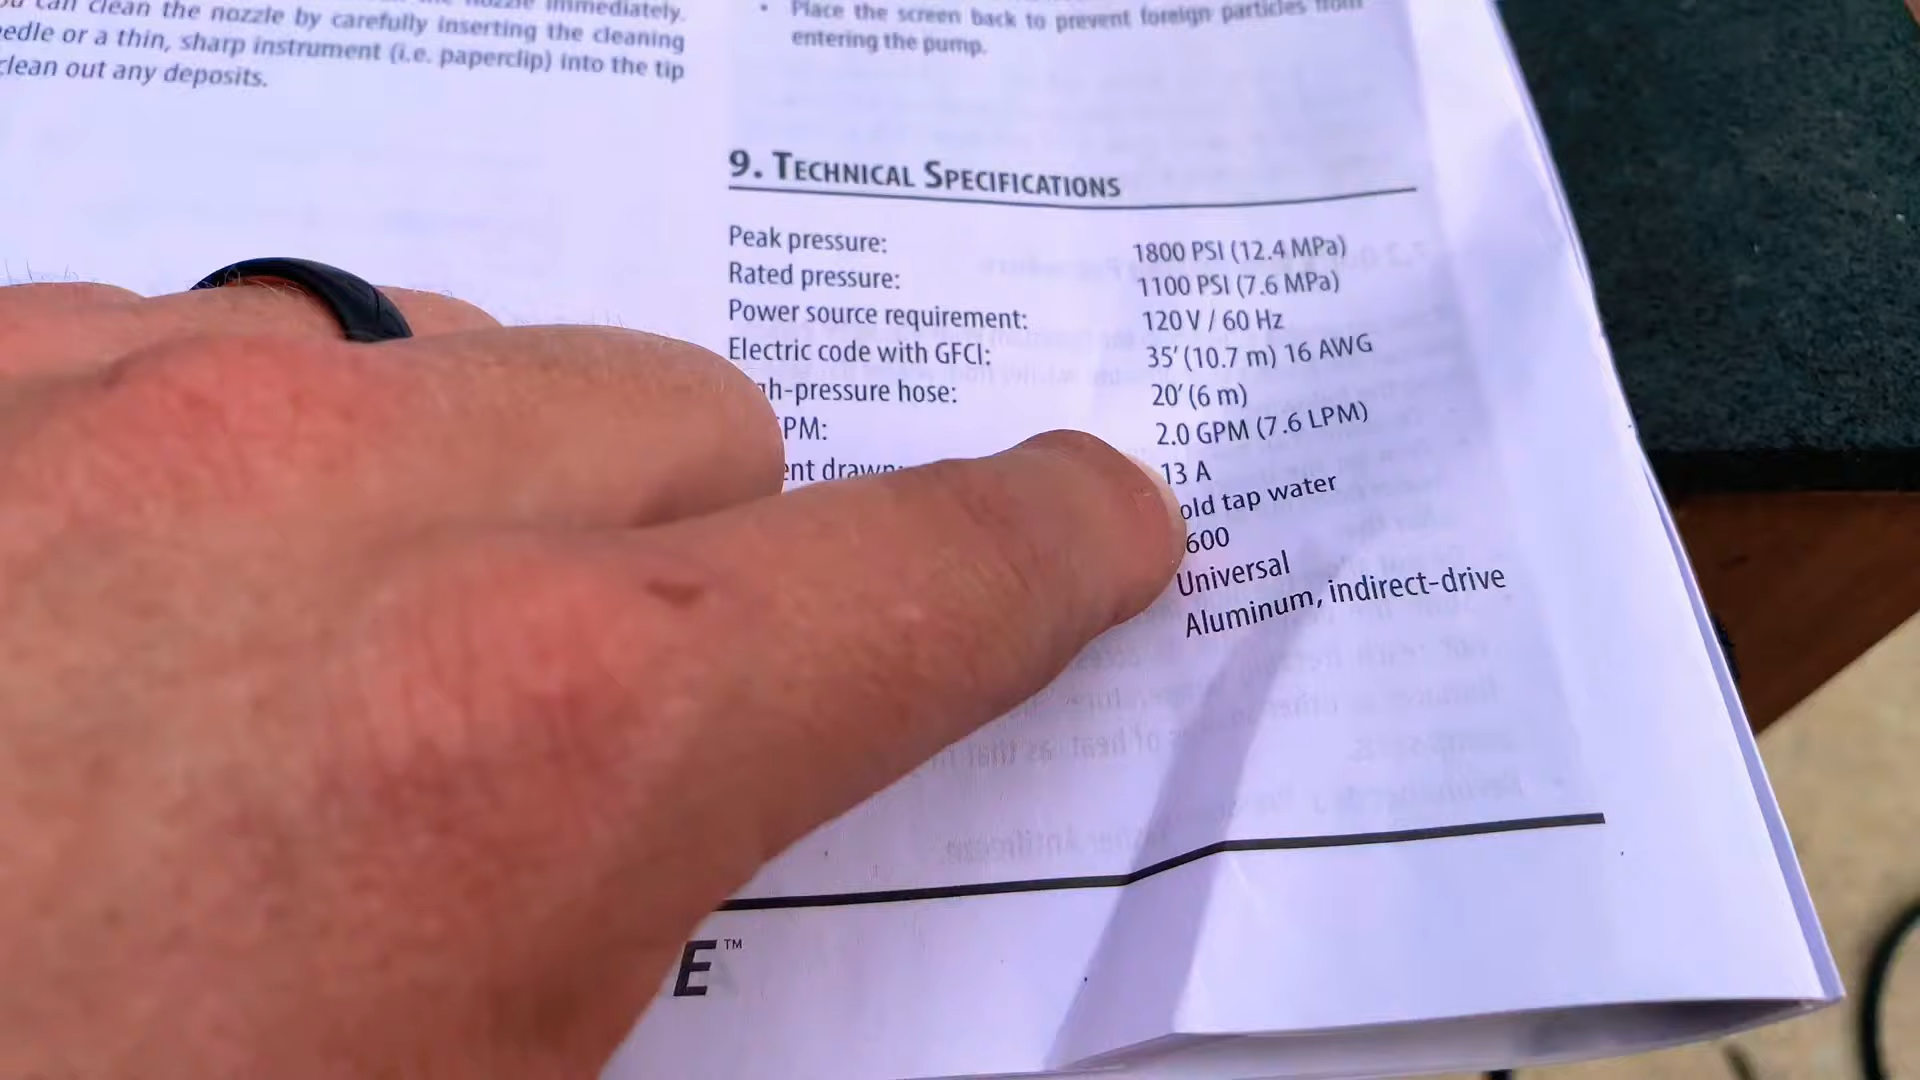 can clean the nozzle by carefully inserting the cleaning
edle or a thin, sharp instrument (i.e. paperclip) into the tip
clean out any deposits.
• Place the screen back to prevent foreign particles from
entering the pump.
9. TECHNICAL SPECIFICATIONS
Peak pressure: 1800 PSI (12.4 MPa)
Rated pressure: 1100 PSI (7.6 MPa)
Power source requirement: 120 V / 60 Hz
Electric code with GFCI: 35' (10.7 m) 16 AWG
h-pressure hose: 20' (6 m)
PM: 2.0 GPM (7.6 LPM)
ent drawn: 13 A
old tap water
600
Universal
Aluminum, indirect-drive
E™